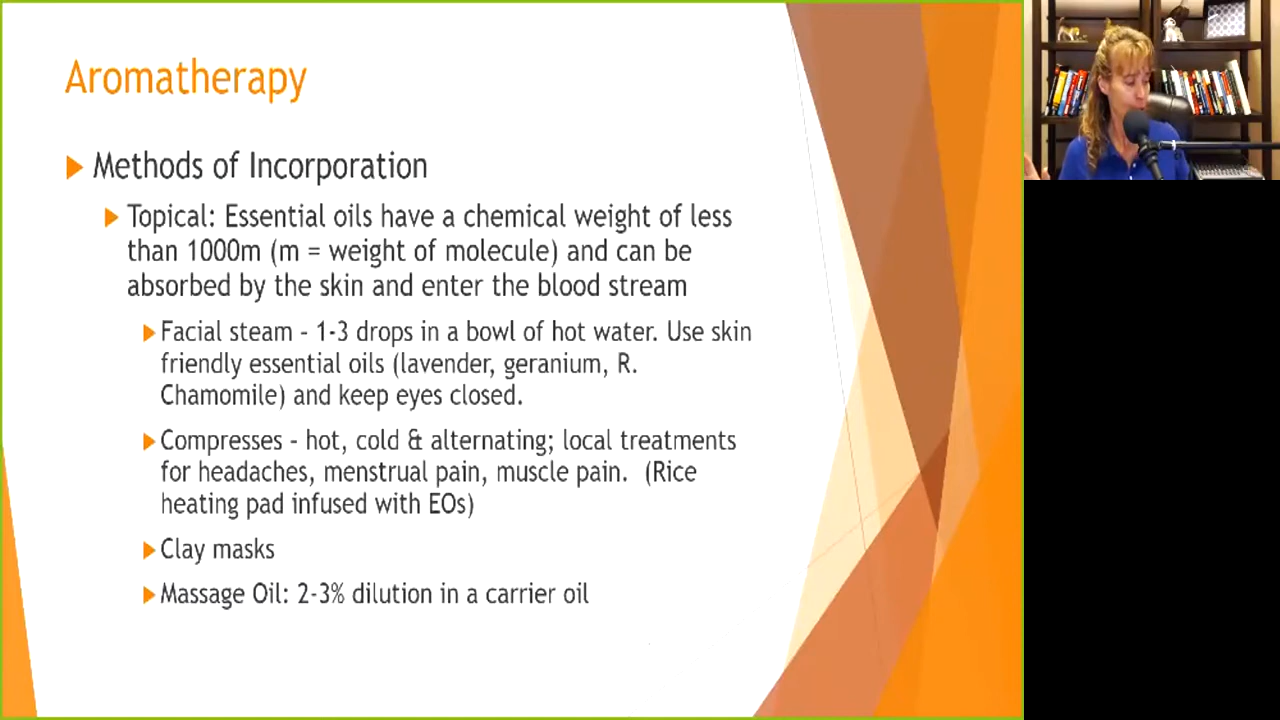 Aromatherapy
Methods of Incorporation
Topical: Essential oils have a chemical weight of less
than 1000m (m = weight of molecule) and can be
absorbed by the skin and enter the blood stream
Facial steam - 1-3 drops in a bowl of hot water. Use skin
friendly essential oils (lavender, geranium, R.
Chamomile) and keep eyes closed.
Compresses - hot, cold & alternating; local treatments
for headaches, menstrual pain, muscle pain.  (Rice
heating pad infused with EOs)
Clay masks
Massage Oil: 2-3% dilution in a carrier oil